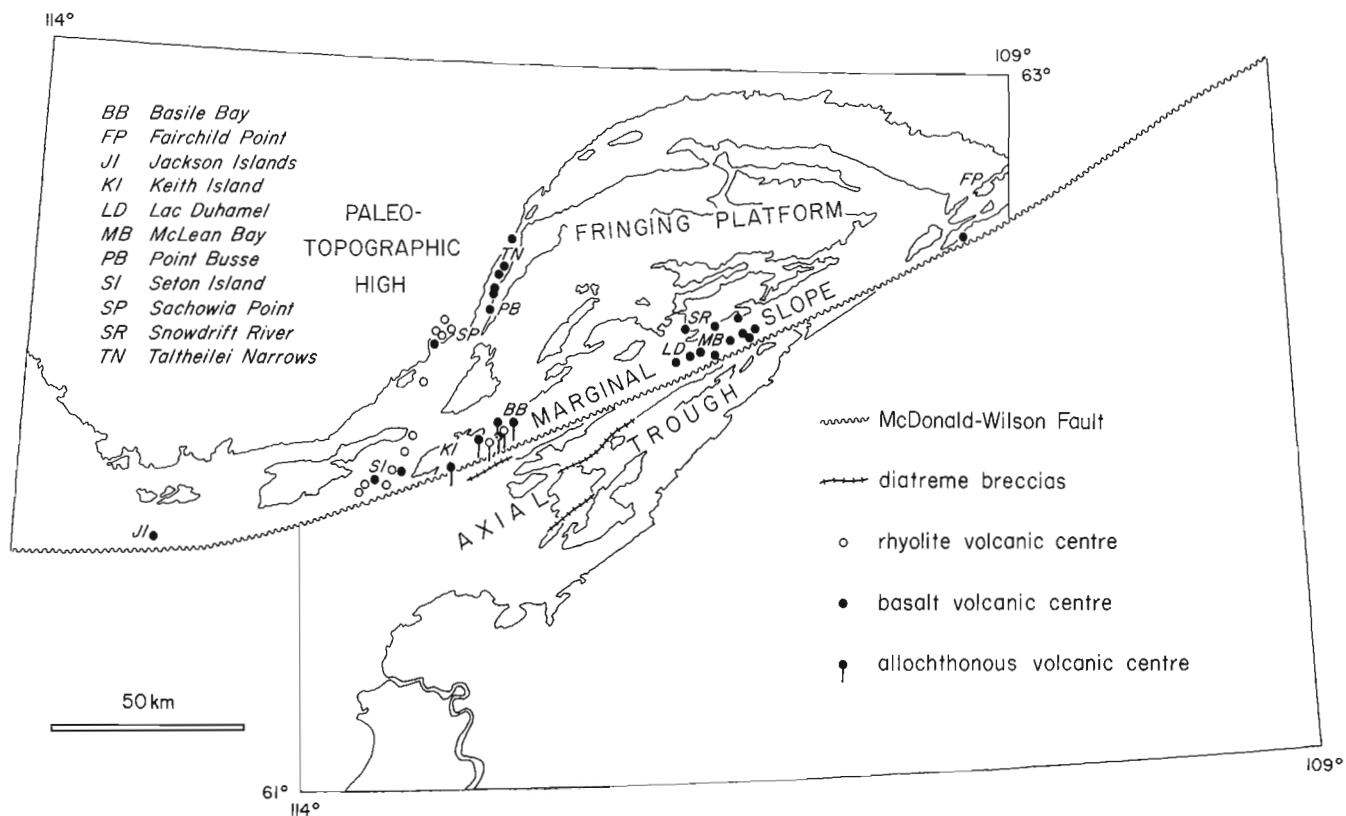 114°
109°
63°
BB Basile Bay
FP Fairchild Point
JI Jackson Islands
KI Keith Island
LD Lac Duhamel
MB McLean Bay
PB Point Busse
SI Seton Island
SP Sachowia Point
SR Snowdrift River
TN Taltheilei Narrows
PALEO-
TOPOGRAPHIC
HIGH
FRINGING PLATFORM
FP
TN
PB
SP
SR
MB
LD
MARGINAL SLOPE
BB
KI
SI
JI
AXIAL TROUGH
McDonald-Wilson Fault
diatreme breccias
rhyolite volcanic centre
basalt volcanic centre
allochthonous volcanic centre
50 km
61°
114°
109°